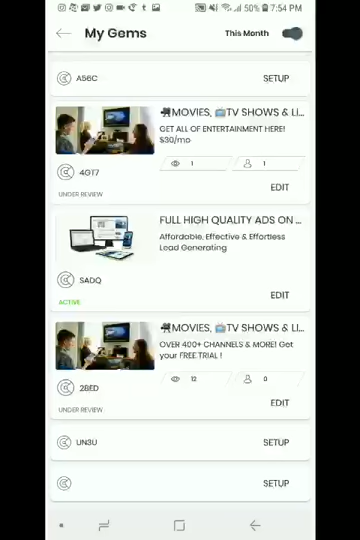 50% 7:54 PM
My Gems
This Month
A56C
SETUP
MOVIES, TV SHOWS & LI...
GET ALL OF ENTERTAINMENT HERE!
$30/mo
1
1
4GT7
UNDER REVIEW
EDIT
FULL HIGH QUALITY ADS ON ...
Affordable, Effective & Effortless
Lead Generating
SADQ
ACTIVE
EDIT
MOVIES, TV SHOWS & LI...
OVER 400+ CHANNELS & MORE! Get
your FREE TRIAL !
12
0
28ED
UNDER REVIEW
EDIT
UN3U
SETUP
SETUP